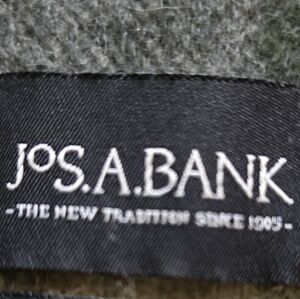 JOS.A.BANK
-THE NEW TRADITION SINCE 1905-